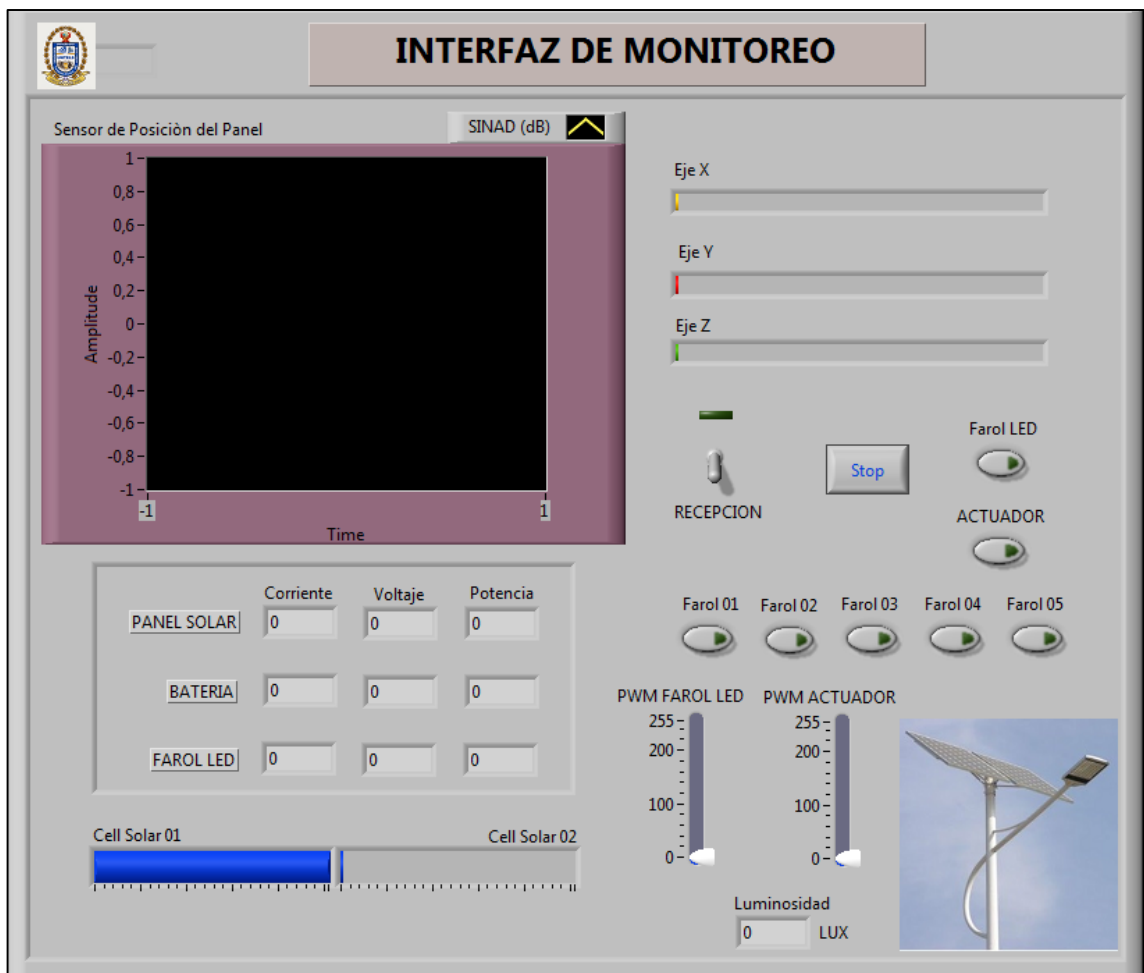 INTERFAZ DE MONITOREO
Sensor de Posiciòn del Panel
SINAD (dB)
1
0,8
0,6
0,4
0,2
0
-0,2
-0,4
-0,6
-0,8
-1
Amplitude
-1 1
Time
Eje X
Eje Y
Eje Z
RECEPCION
Stop
Farol LED
ACTUADOR
Farol 01 Farol 02 Farol 03 Farol 04 Farol 05
Corriente Voltaje Potencia
PANEL SOLAR 0 0 0
BATERIA 0 0 0
FAROL LED 0 0 0
Cell Solar 01 Cell Solar 02
PWM FAROL LED PWM ACTUADOR
255 255
200 200
100 100
0 0
Luminosidad
0 LUX